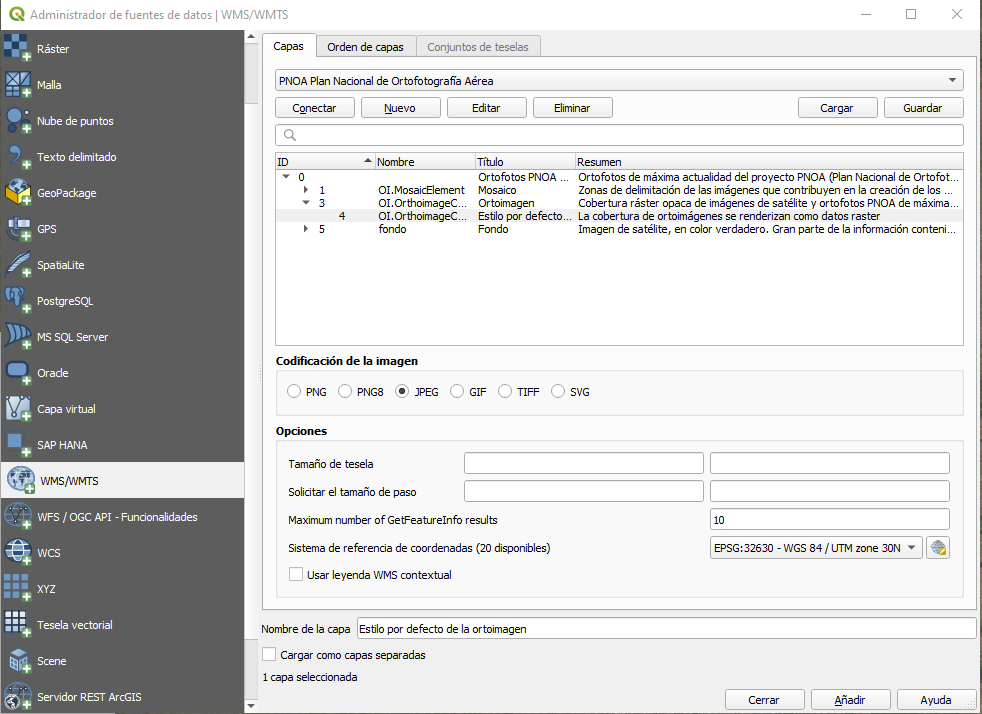 Administrador de fuentes de datos | WMS/WMTS
Ráster
Malla
Nube de puntos
Texto delimitado
GeoPackage
GPS
SpatiaLite
PostgreSQL
MS SQL Server
Oracle
Capa virtual
SAP HANA
WMS/WMTS
WFS / OGC API - Funcionalidades
WCS
XYZ
Tesela vectorial
Scene
Servidor REST ArcGIS
Capas Orden de capas Conjuntos de teselas
PNOA Plan Nacional de Ortofotografía Aérea
Conectar Nuevo Editar Eliminar Cargar Guardar
ID Nombre Título Resumen
0 Ortofotos PNOA ... Ortofotos de máxima actualidad del proyecto PNOA (Plan Nacional de Ortofot...
1 OI.MosaicElement Mosaico Zonas de delimitación de las imágenes que contribuyen en la creación de los ...
3 OI.OrthoimageC... Ortoimagen Cobertura ráster opaca de imágenes de satélite y ortofotos PNOA de máxima...
4 OI.OrthoimageC... Estilo por defecto... La cobertura de ortoimágenes se renderizan como datos raster
5 fondo Fondo Imagen de satélite, en color verdadero. Gran parte de la información conteni...
Codificación de la imagen
PNG PNG8 JPEG GIF TIFF SVG
Opciones
Tamaño de tesela
Solicitar el tamaño de paso
Maximum number of GetFeatureInfo results 10
Sistema de referencia de coordenadas (20 disponibles) EPSG:32630 - WGS 84 / UTM zone 30N
Usar leyenda WMS contextual
Nombre de la capa Estilo por defecto de la ortoimagen
Cargar como capas separadas
1 capa seleccionada
Cerrar Añadir Ayuda